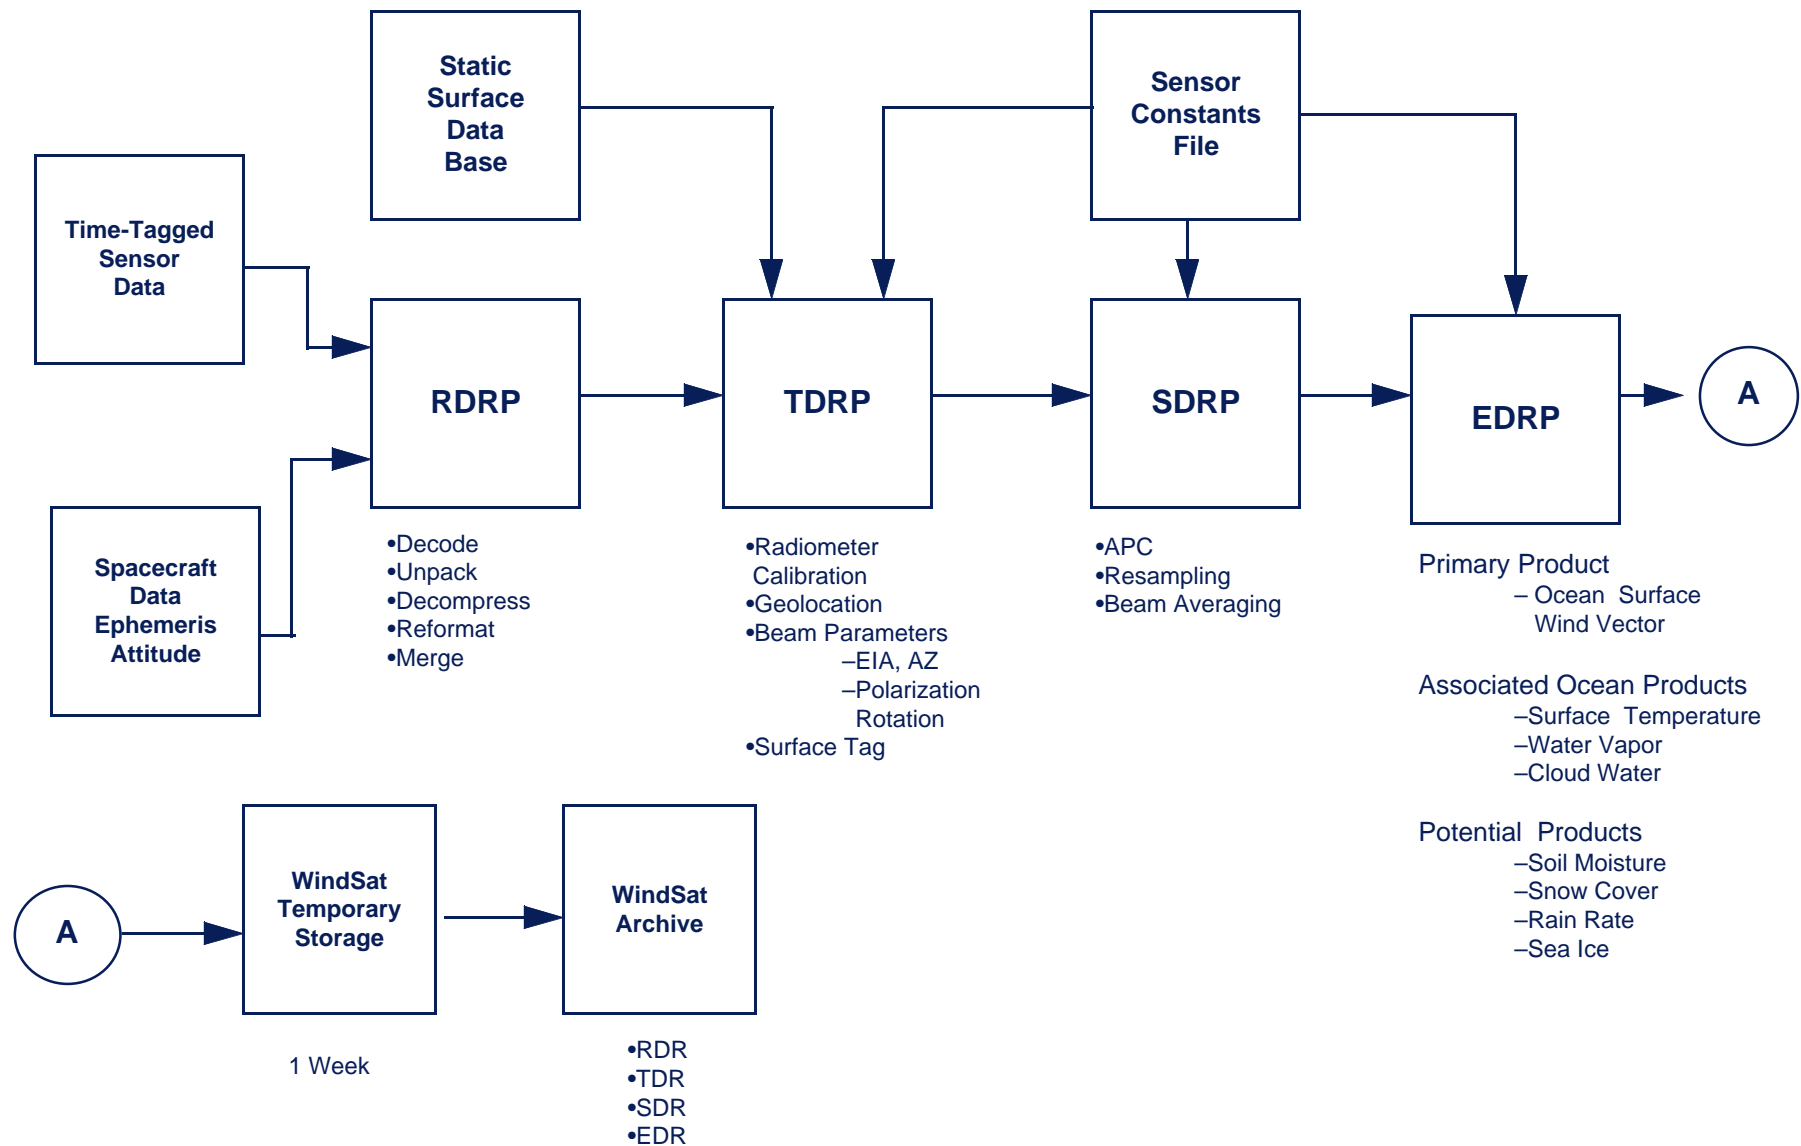 Static
Surface
Data
Base
Sensor
Constants
File
Time-Tagged
Sensor
Data
RDRP
TDRP
SDRP
EDRP
A
Spacecraft
Data
Ephemeris
Attitude
•Decode
•Unpack
•Decompress
•Reformat
•Merge
•Radiometer
Calibration
•Geolocation
•Beam Parameters
–EIA, AZ
–Polarization
Rotation
•Surface Tag
•APC
•Resampling
•Beam Averaging
Primary Product
– Ocean Surface
Wind Vector
Associated Ocean Products
–Surface Temperature
–Water Vapor
–Cloud Water
Potential Products
–Soil Moisture
–Snow Cover
–Rain Rate
–Sea Ice
A
WindSat
Temporary
Storage
WindSat
Archive
1 Week
•RDR
•TDR
•SDR
•EDR